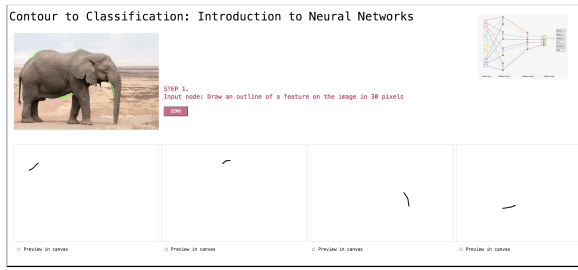 Contour to Classification: Introduction to Neural Networks
STEP 1.
Input node: Draw an outline of a feature on the image in 30 pixels
SEND
Preview in canvas
Preview in canvas
Preview in canvas
Preview in canvas